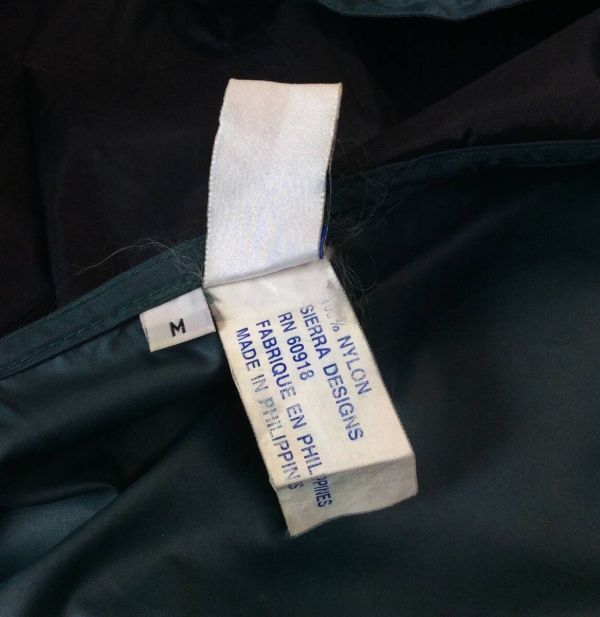 M
100% NYLON
SIERRA DESIGNS
RN 60918
FABRIQUE EN PHILIPPINES
MADE IN PHILIPPINES